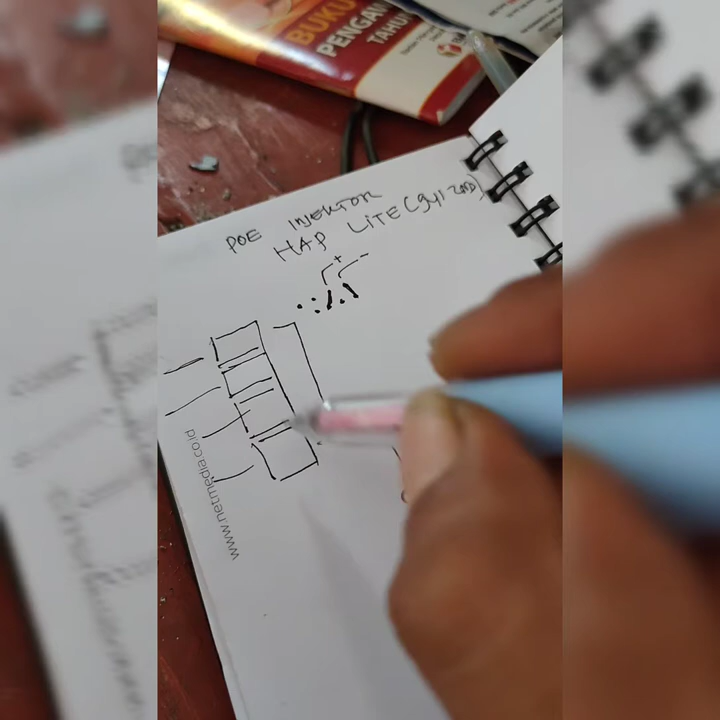 BUKU
PENGAN
TAHU
POE INJEKTOR
HAP LITE (941-2ND)
+ -
www.netmedia.co.id